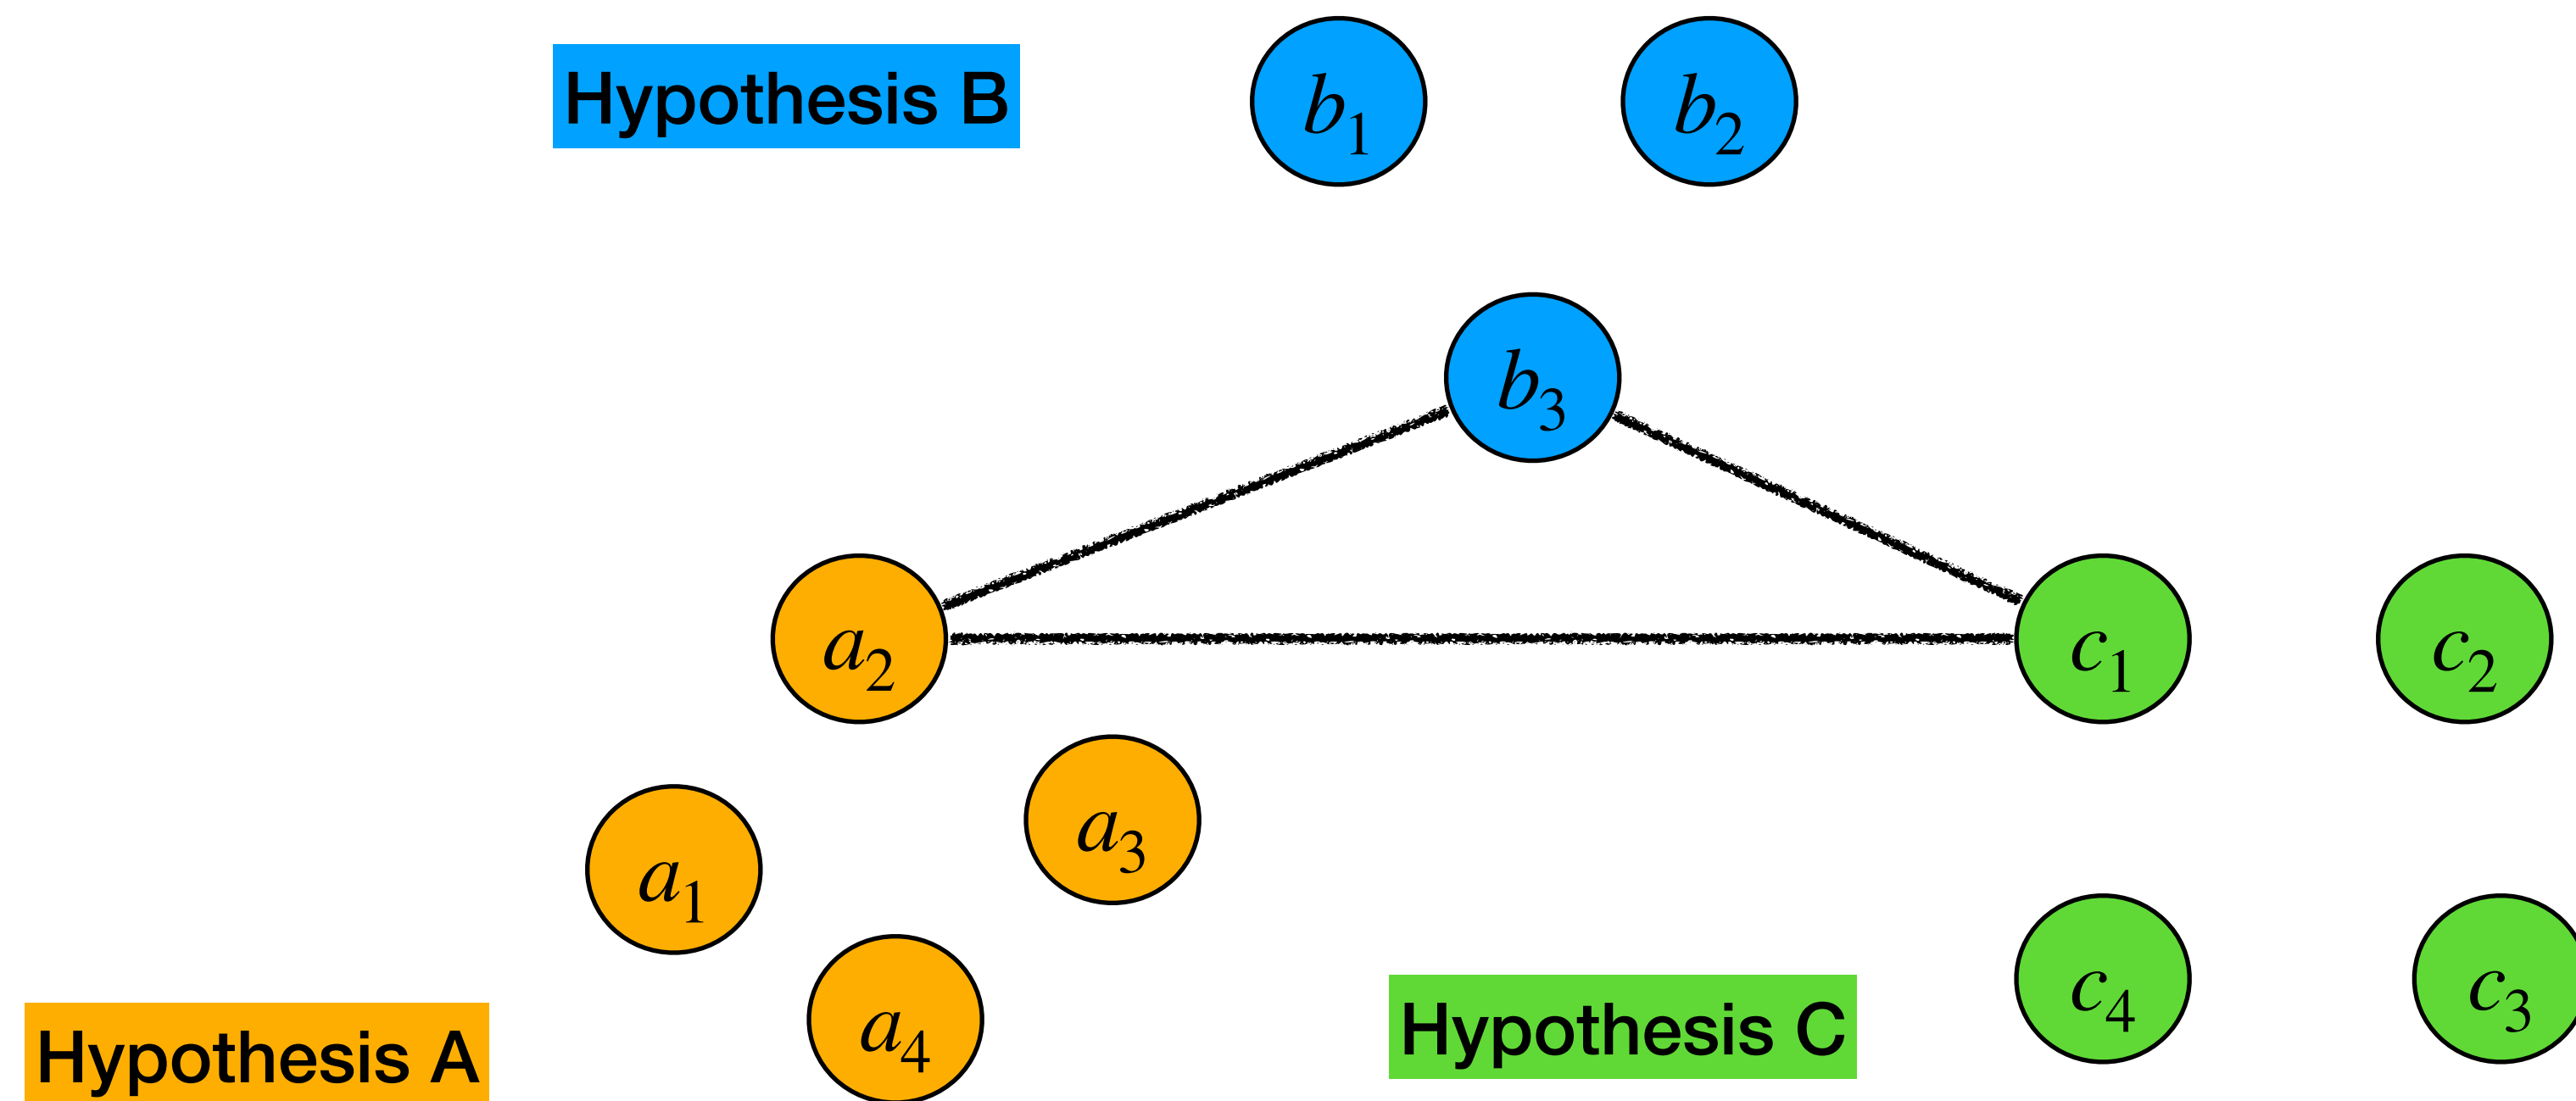 Hypothesis B
b₁
b₂
b₃
a₂
c₁
c₂
a₃
a₁
c₄
c₃
a₄
Hypothesis C
Hypothesis A